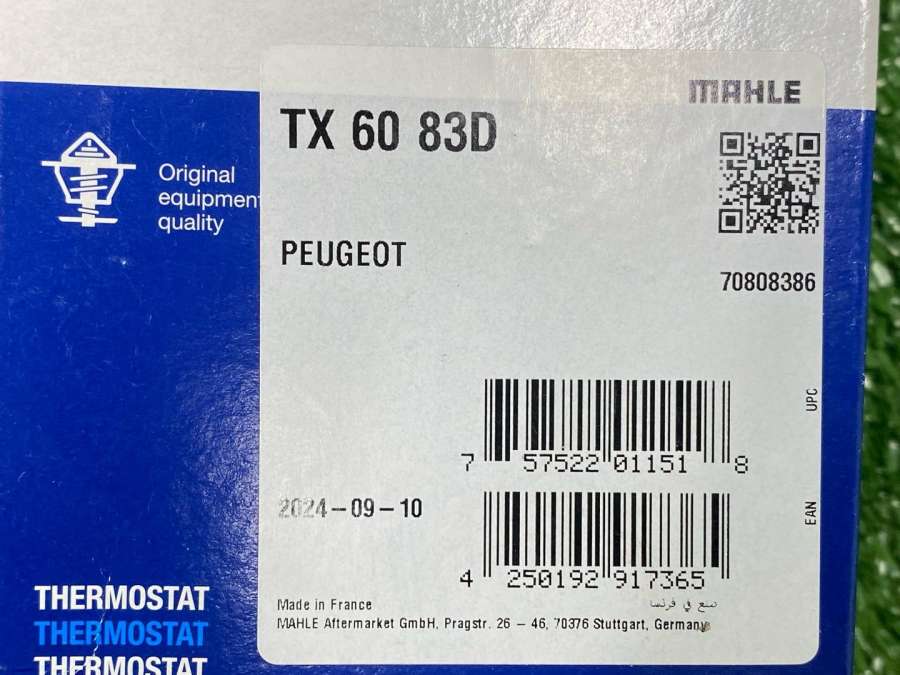 MAHLE
TX 60 83D
Original
equipment
quality
PEUGEOT
70808386
UPC
7 57522 01151 8
2024-09-10
EAN
4 250192 917365
THERMOSTAT
THERMOSTAT
THERMOSTAT
Made in France
صنع في فرنسا
MAHLE Aftermarket GmbH, Pragstr. 26 – 46, 70376 Stuttgart, Germany